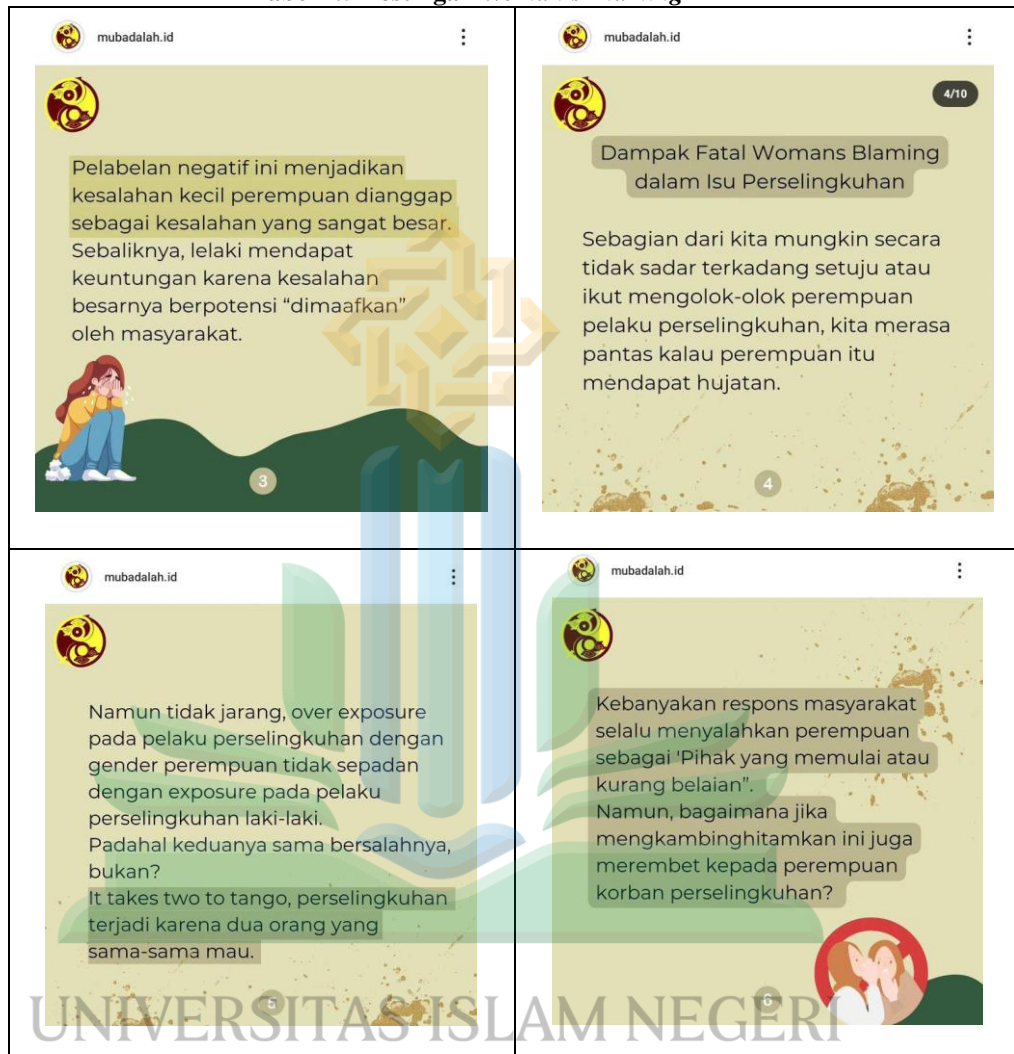 mubadalah.id
Pelabelan negatif ini menjadikan
kesalahan kecil perempuan dianggap
sebagai kesalahan yang sangat besar.
Sebaliknya, lelaki mendapat
keuntungan karena kesalahan
besarnya berpotensi “dimaafkan”
oleh masyarakat.
3
mubadalah.id
4/10
Dampak Fatal Womans Blaming
dalam Isu Perselingkuhan
Sebagian dari kita mungkin secara
tidak sadar terkadang setuju atau
ikut mengolok-olok perempuan
pelaku perselingkuhan, kita merasa
pantas kalau perempuan itu
mendapat hujatan.
4
mubadalah.id
Namun tidak jarang, over exposure
pada pelaku perselingkuhan dengan
gender perempuan tidak sepadan
dengan exposure pada pelaku
perselingkuhan laki-laki.
Padahal keduanya sama bersalahnya,
bukan?
It takes two to tango, perselingkuhan
terjadi karena dua orang yang
sama-sama mau.
5
mubadalah.id
Kebanyakan respons masyarakat
selalu menyalahkan perempuan
sebagai 'Pihak yang memulai atau
kurang belaian”.
Namun, bagaimana jika
mengkambinghitamkan ini juga
merembet kepada perempuan
korban perselingkuhan?
6
UNIVERSITAS ISLAM NEGERI